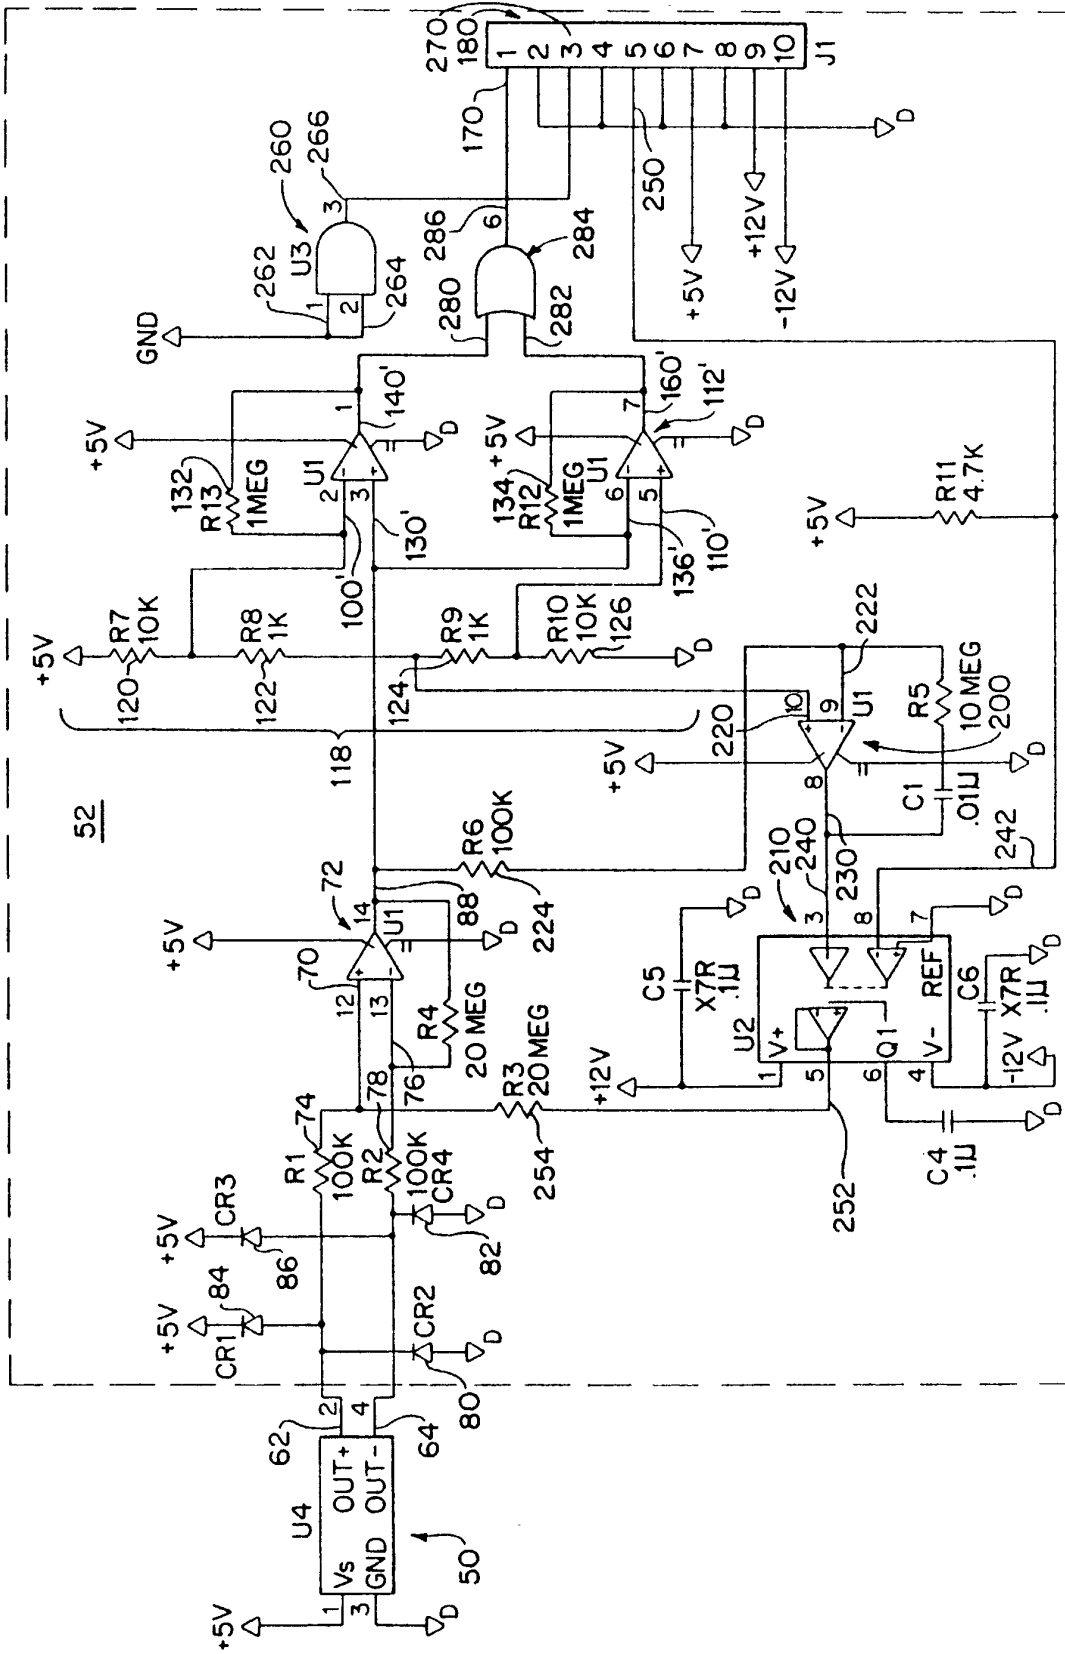 52
U4
Vs
GND
OUT+
OUT-
1
3
2
4
+5V
D
50
62
64
+5V
CR1
84
+5V
CR3
86
CR2
80
D
CR4
82
D
R1
100K
74
R2
100K
78
76
70
12
13
14
U1
72
+5V
D
R4
20 MEG
88
R3
20 MEG
254
R6
100K
224
118
+5V
R7
10K
120
R8
1K
122
R9
1K
124
R10
10K
126
D
132
R13
1MEG
+5V
2
3
1
U1
140'
D
100'
130'
134
R12
1MEG
+5V
6
5
7
U1
160'
112'
D
136'
110'
GND
262
264
1
2
3
U3
260
266
280
282
284
286
6
170
270
180
1
2
3
4
5
6
7
8
9
10
J1
250
D
+5V
+12V
-12V
+5V
R11
4.7K
220
222
10
9
8
U1
+5V
D
200
R5
10 MEG
C1
.01µ
230
240
242
210
3
8
7
D
U2
V+
REF
Q1
V-
1
5
6
4
+12V
C5
X7R
.1µ
D
C6
X7R
.1µ
D
-12V
C4
.1µ
D
252